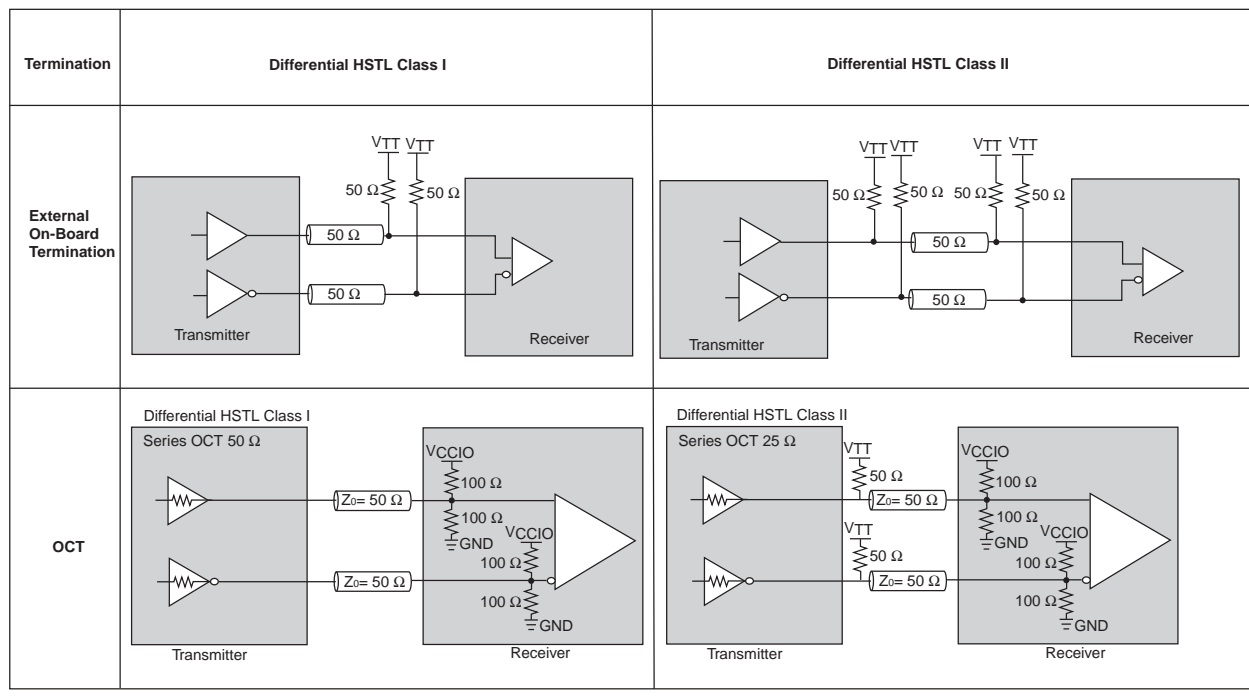 Termination
Differential HSTL Class I
Differential HSTL Class II
External
On-Board
Termination
VTT VTT
50 Ω 50 Ω
50 Ω
50 Ω
Transmitter
Receiver
VTT VTT VTT VTT
50 Ω 50 Ω 50 Ω 50 Ω
50 Ω
50 Ω
Transmitter
Receiver
OCT
Differential HSTL Class I
Series OCT 50 Ω
VCCIO
100 Ω
Z0= 50 Ω
100 Ω
VCCIO
GND
100 Ω
Z0= 50 Ω
100 Ω
GND
Transmitter
Receiver
Differential HSTL Class II
Series OCT 25 Ω
VTT
50 Ω
VCCIO
100 Ω
Z0= 50 Ω
100 Ω
VTT
VCCIO
GND
50 Ω
100 Ω
Z0= 50 Ω
100 Ω
GND
Transmitter
Receiver